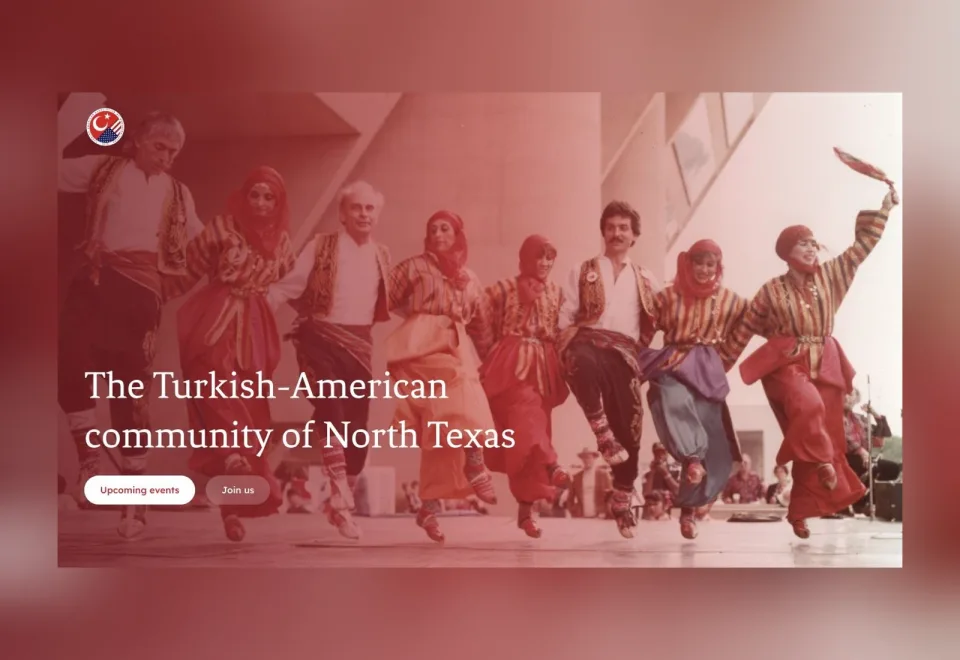 The Turkish-American
community of North Texas
Upcoming events
Join us